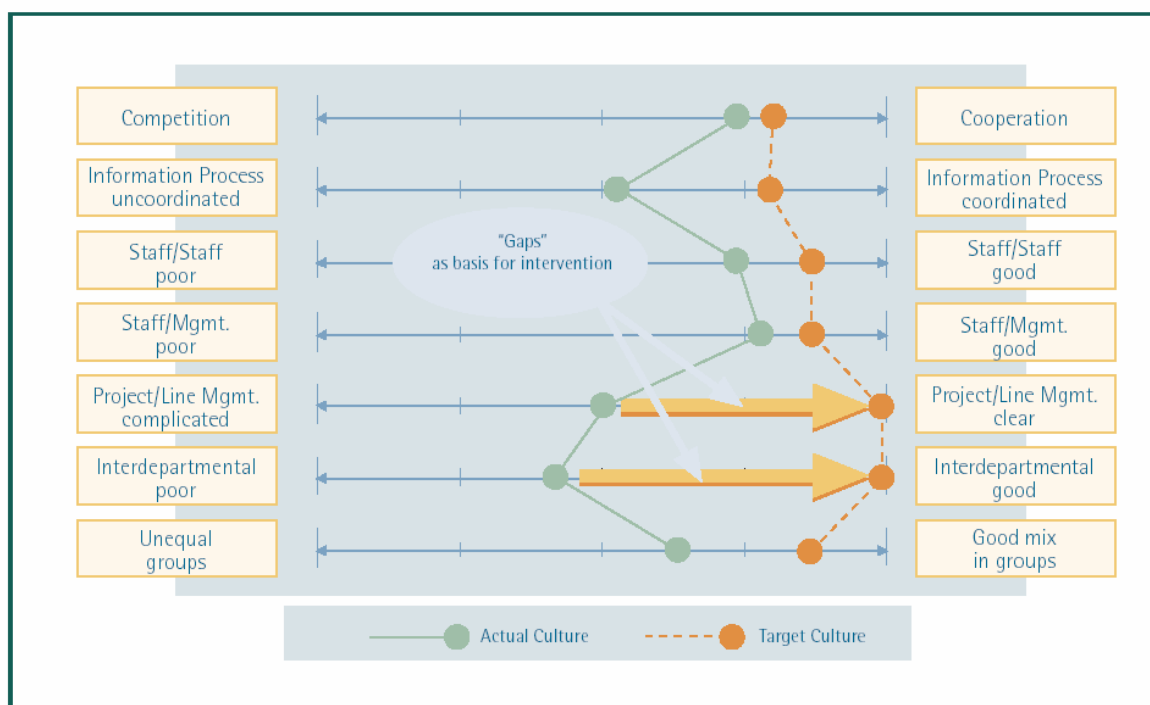 Competition
Cooperation
Information Process
uncoordinated
Information Process
coordinated
"Gaps"
as basis for intervention
Staff/Staff
poor
Staff/Staff
good
Staff/Mgmt.
poor
Staff/Mgmt.
good
Project/Line Mgmt.
complicated
Project/Line Mgmt.
clear
Interdepartmental
poor
Interdepartmental
good
Unequal
groups
Good mix
in groups
Actual Culture
Target Culture